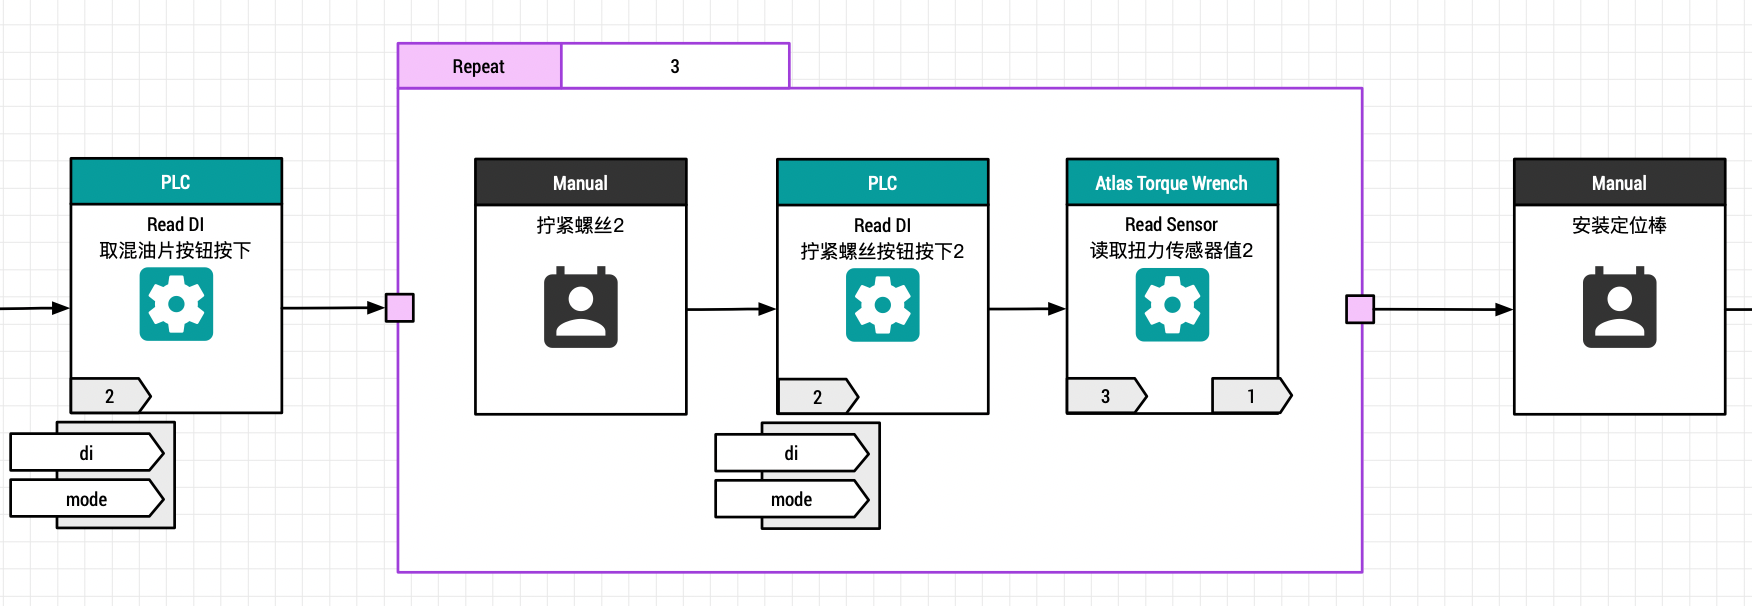 Repeat
3
PLC
Read DI
取混油片按钮按下
2
di
mode
Manual
拧紧螺丝2
PLC
Read DI
拧紧螺丝按钮按下2
2
di
mode
Atlas Torque Wrench
Read Sensor
读取扭力传感器值2
3
1
Manual
安装定位棒